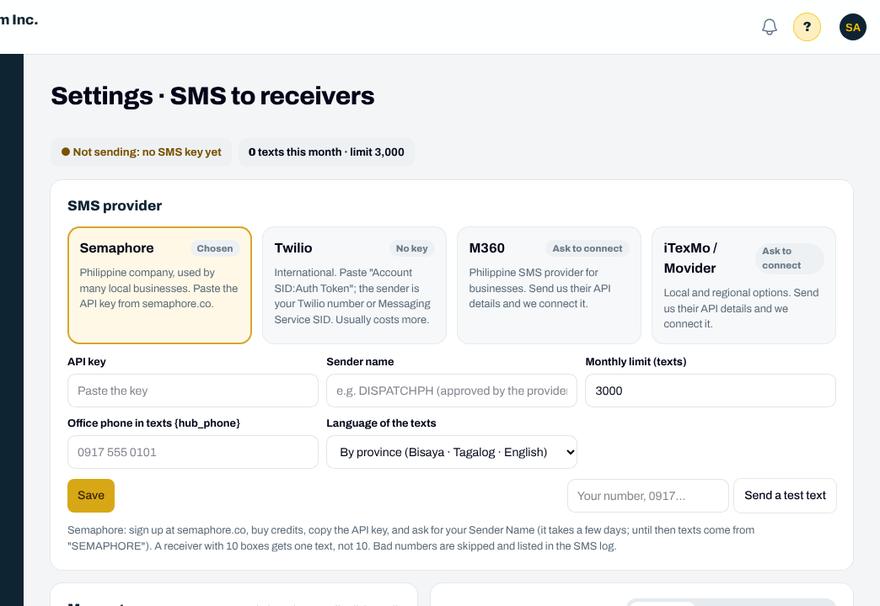 m Inc.
?
SA
Settings · SMS to receivers
Not sending: no SMS key yet
0 texts this month · limit 3,000
SMS provider
Semaphore
Chosen
Philippine company, used by
many local businesses. Paste the
API key from semaphore.co.
Twilio
No key
International. Paste "Account
SID:Auth Token"; the sender is
your Twilio number or Messaging
Service SID. Usually costs more.
M360
Ask to connect
Philippine SMS provider for
businesses. Send us their API
details and we connect it.
iTexMo /
Movider
Ask to
connect
Local and regional options. Send
us their API details and we
connect it.
API key
Sender name
Monthly limit (texts)
Paste the key
e.g. DISPATCHPH (approved by the provider
3000
Office phone in texts {hub_phone}
Language of the texts
0917 555 0101
By province (Bisaya · Tagalog · English)
Save
Your number, 0917...
Send a test text
Semaphore: sign up at semaphore.co, buy credits, copy the API key, and ask for your Sender Name (it takes a few days; until then texts come from
"SEMAPHORE"). A receiver with 10 boxes gets one text, not 10. Bad numbers are skipped and listed in the SMS log.